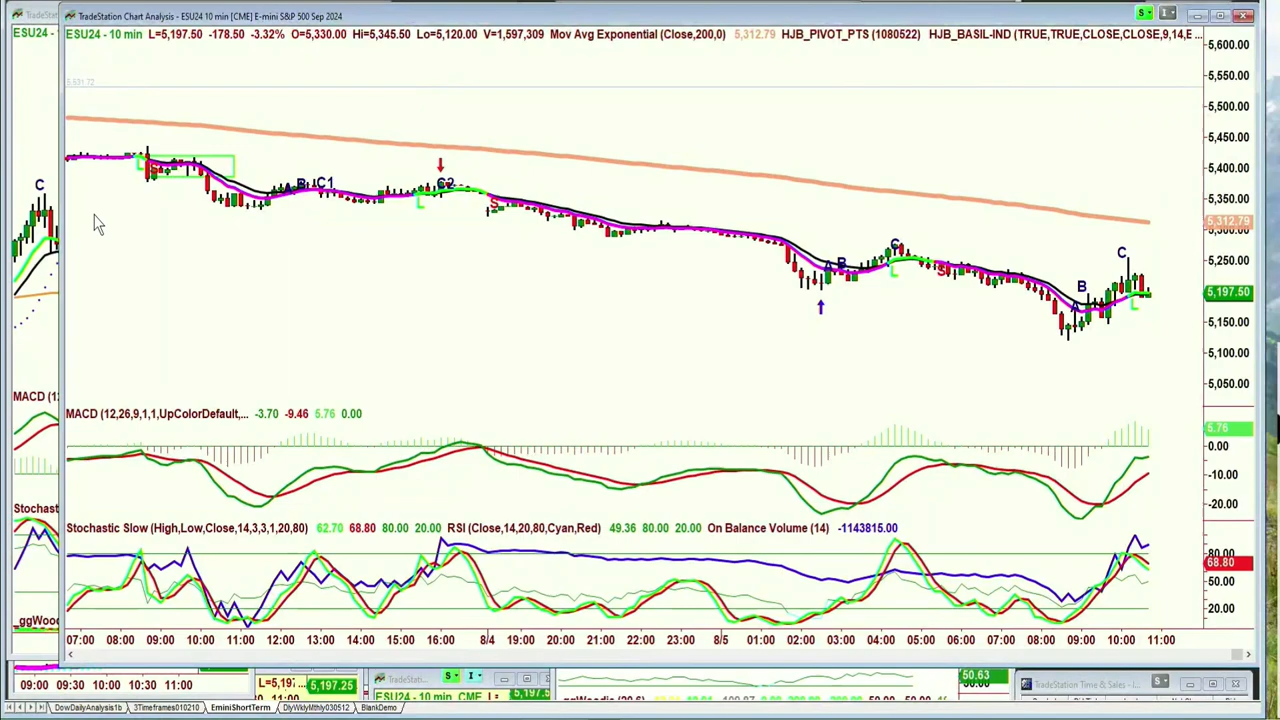 TradeStation Chart Analysis - ESU24 10 min [CME] E-mini S&P 500 Sep 2024
S
I
ESU24 - 10 min L=5,197.50 -178.50 -3.32% O=5,330.00 Hi=5,345.50 Lo=5,120.00 V=1,597,309 Mov Avg Exponential (Close,200,0) 5,312.79 HJB_PIVOT_PTS (1080522) HJB_BASIL-IND (TRUE,TRUE,CLOSE,CLOSE,9,14,E...
5,600.00
5,550.00
5,531.72
5,500.00
5,450.00
5,400.00
5,350.00
5,312.79
5,300.00
5,250.00
5,197.50
5,150.00
5,100.00
5,050.00
C
L
S
A B C1
L
C2
S
A B
C
L
S
A
B
C
L
MACD (12
MACD (12,26,9,1,1,UpColorDefault,... -3.70 -9.46 5.76 0.00
5.76
0.00
-10.00
-20.00
Stochast
Stochastic Slow (High,Low,Close,14,3,3,1,20,80) 62.70 68.80 80.00 20.00 RSI (Close,14,20,80,Cyan,Red) 49.36 80.00 20.00 On Balance Volume (14) -1143815.00
80.00
68.80
50.00
20.00
_ggWood
07:00 08:00 09:00 10:00 11:00 12:00 13:00 14:00 15:00 16:00 8/4 19:00 20:00 21:00 22:00 23:00 8/5 01:00 02:00 03:00 04:00 05:00 06:00 07:00 08:00 09:00 10:00 11:00
09:00 09:30 10:00 10:30 11:00
5,197.25
TradeStati..
S
I
50.63
TradeStation Time & Sales - I...
S
DowDailyAnalysis1b 3Timeframes010210 EminiShortTerm DlyWklyMthly030512 BlankDemo